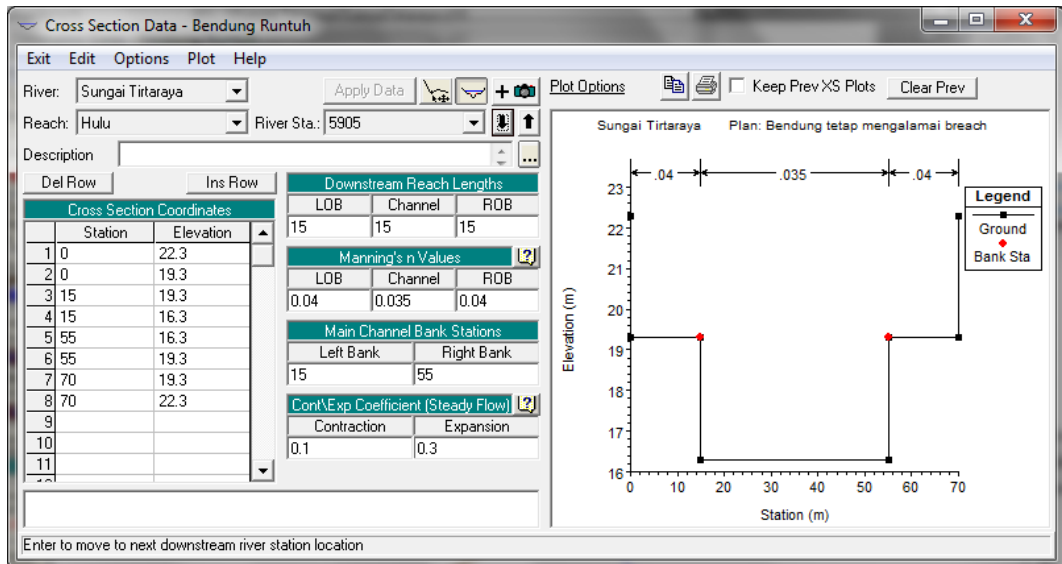 Cross Section Data - Bendung Runtuh
Exit Edit Options Plot Help
River: Sungai Tirtaraya
Apply Data
Plot Options
Keep Prev XS Plots
Clear Prev
Reach: Hulu
River Sta.: 5905
Description
...
Del Row
Ins Row
Cross Section Coordinates
Station Elevation
1 0 22.3
2 0 19.3
3 15 19.3
4 15 16.3
5 55 16.3
6 55 19.3
7 70 19.3
8 70 22.3
9
10
11
Downstream Reach Lengths
LOB Channel ROB
15 15 15
Manning's n Values
LOB Channel ROB
0.04 0.035 0.04
Main Channel Bank Stations
Left Bank Right Bank
15 55
Cont\Exp Coefficient (Steady Flow)
Contraction Expansion
0.1 0.3
Sungai Tirtaraya Plan: Bendung tetap mengalamai breach
.04 .035 .04
23
22
21
20
19
18
17
16
Elevation (m)
0 10 20 30 40 50 60 70
Station (m)
Legend
Ground
Bank Sta
Enter to move to next downstream river station location